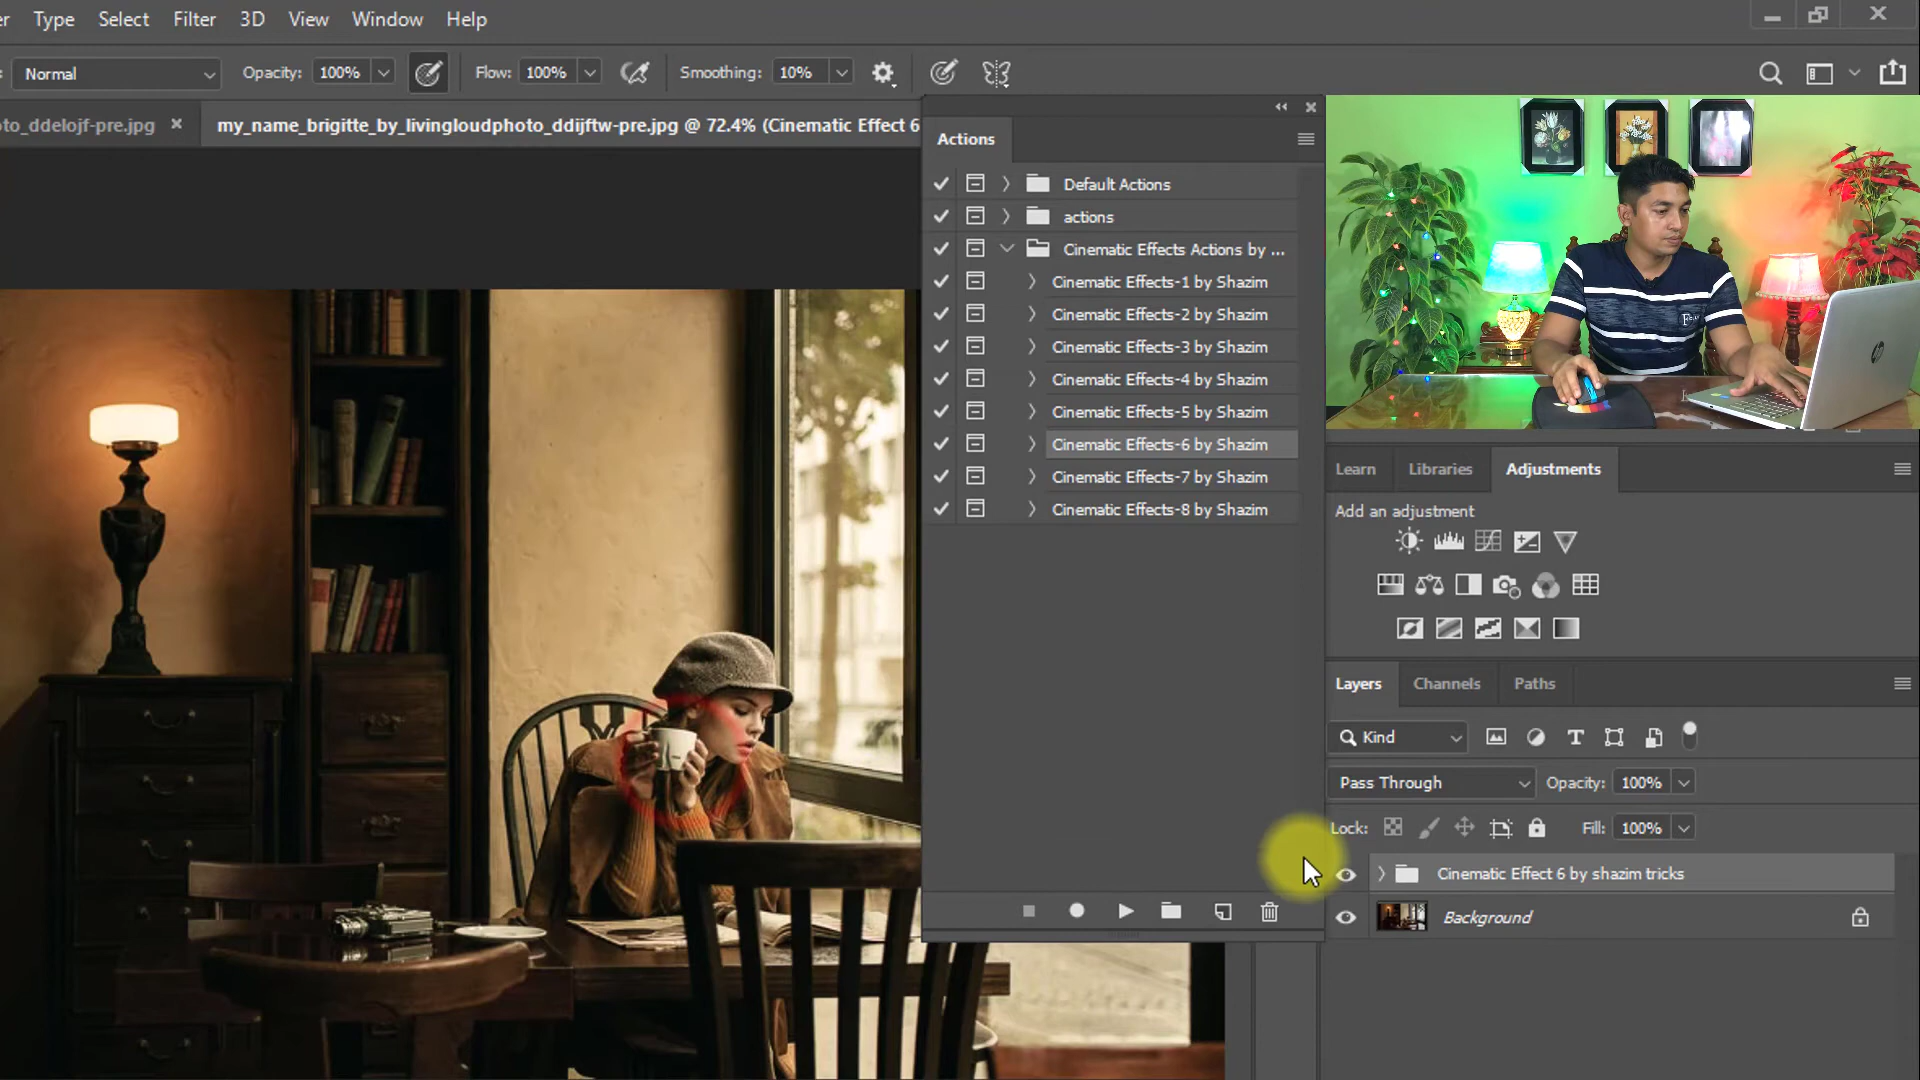 Type Select Filter 3D View Window Help
Normal Opacity: 100% Flow: 100% Smoothing: 10%
to_ddelojf-pre.jpg my_name_brigitte_by_livingloudphoto_ddijftw-pre.jpg @ 72.4% (Cinematic Effect 6
Actions
Default Actions
actions
Cinematic Effects Actions by ...
Cinematic Effects-1 by Shazim
Cinematic Effects-2 by Shazim
Cinematic Effects-3 by Shazim
Cinematic Effects-4 by Shazim
Cinematic Effects-5 by Shazim
Cinematic Effects-6 by Shazim
Cinematic Effects-7 by Shazim
Cinematic Effects-8 by Shazim
hp
Learn Libraries Adjustments
Add an adjustment
Layers Channels Paths
Kind
Pass Through Opacity: 100%
Lock: Fill: 100%
Cinematic Effect 6 by shazim tricks
Background